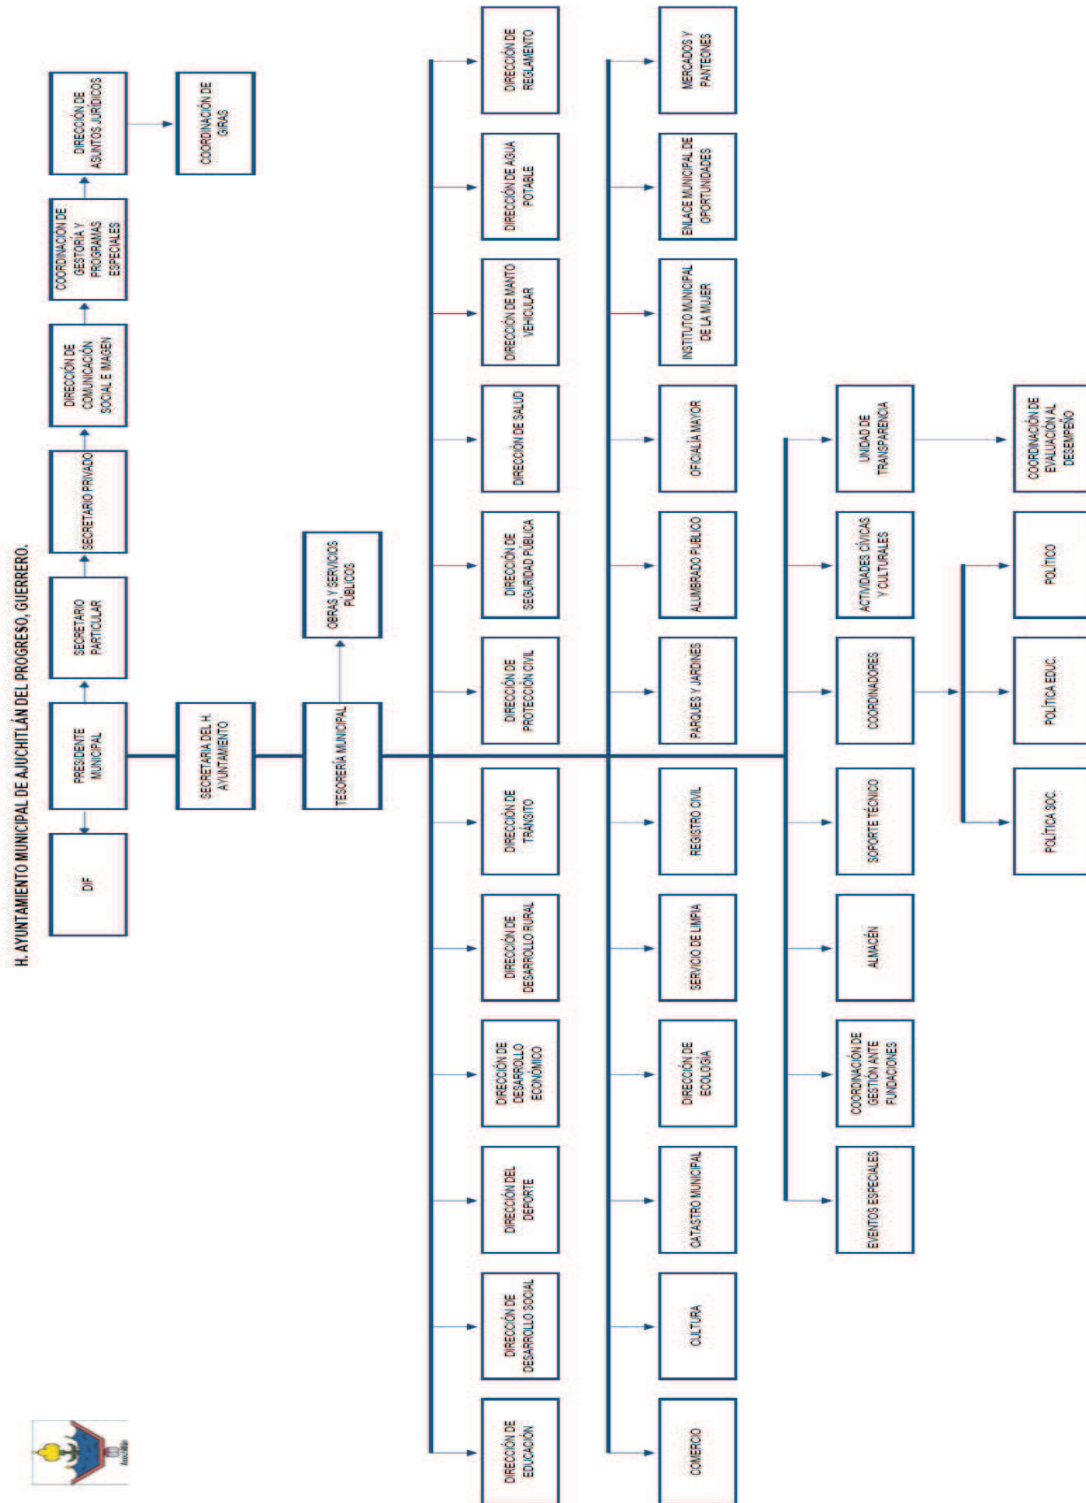 H. AYUNTAMIENTO MUNICIPAL DE AJUCHITLÁN DEL PROGRESO, GUERRERO.
DIF
PRESIDENTE
MUNICIPAL
SECRETARIO
PARTICULAR
SECRETARIO PRIVADO
DIRECCIÓN DE
COMUNICACIÓN
SOCIAL E IMAGEN
COORDINACIÓN DE
GESTORÍA Y
PROGRAMAS
ESPECIALES
DIRECCIÓN DE
ASUNTOS JURÍDICOS
SECRETARIA DEL H.
AYUNTAMIENTO
COORDINACIÓN DE
GIRAS
TESORERÍA MUNICIPAL
OBRAS Y SERVICIOS
PÚBLICOS
DIRECCIÓN DE
EDUCACIÓN
DIRECCIÓN DE
DESARROLLO SOCIAL
DIRECCIÓN DEL
DEPORTE
DIRECCIÓN DE
DESARROLLO
ECONÓMICO
DIRECCIÓN DE
DESARROLLO RURAL
DIRECCIÓN DE
TRÁNSITO
DIRECCIÓN DE
PROTECCIÓN CIVIL
DIRECCIÓN DE
SEGURIDAD PÚBLICA
DIRECCIÓN DE SALUD
DIRECCIÓN DE MANTO
VEHICULAR
DIRECCIÓN DE AGUA
POTABLE
DIRECCIÓN DE
REGLAMENTO
COMERCIO
CULTURA
CATASTRO MUNICIPAL
DIRECCIÓN DE
ECOLOGÍA
SERVICIO DE LIMPIA
REGISTRO CIVIL
PARQUES Y JARDINES
ALUMBRADO PUBLICO
OFICIALÍA MAYOR
INSTITUTO MUNICIPAL
DE LA MUJER
ENLACE MUNICIPAL DE
OPORTUNIDADES
MERCADOS Y
PANTEONES
EVENTOS ESPECIALES
COORDINACIÓN DE
GESTIÓN ANTE
FUNDACIONES
ALMACÉN
SOPORTE TÉCNICO
COORDINADORES
ACTIVIDADES CÍVICAS
Y CULTURALES
UNIDAD DE
TRANSPARENCIA
POLÍTICA SOC.
POLÍTICA EDUC.
POLÍTICO
COORDINACIÓN DE
EVALUACIÓN AL
DESEMPEÑO